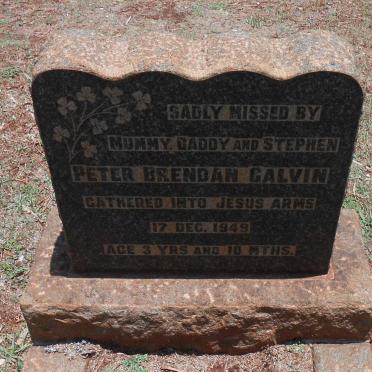 SADLY MISSED BY
MUMMY, DADDY AND STEPHEN
PETER BRENDAN GALVIN
GATHERED INTO JESUS ARMS
17 DEC. 1949
AGE 3 YRS AND 10 MTHS.